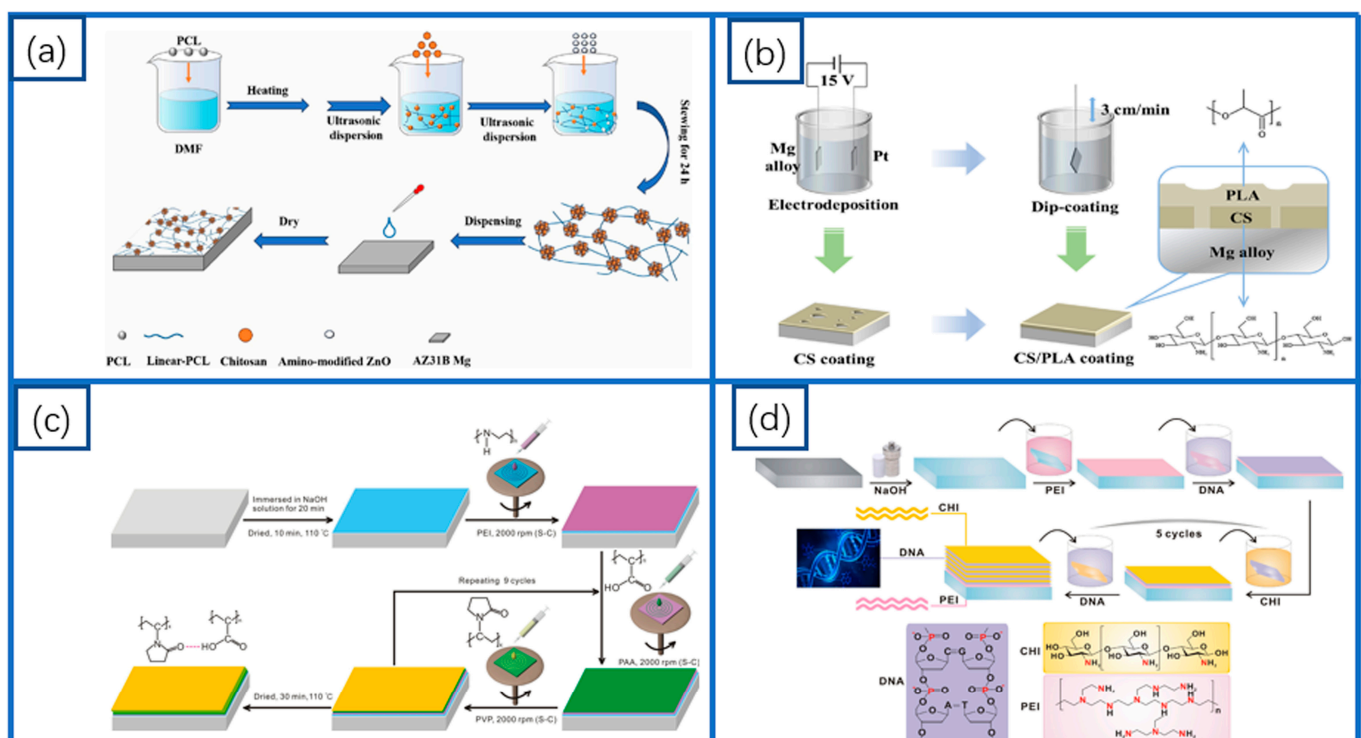 (a)
PCL
Heating
DMF
Ultrasonic
dispersion
Ultrasonic
dispersion
Stewing for 24 h
Dispensing
Dry
PCL
Linear-PCL
Chitosan
Amino-modified ZnO
AZ31B Mg
(b)
15 V
Mg
alloy
Pt
Electrodeposition
3 cm/min
Dip-coating
O
O
n
PLA
CS
Mg alloy
CS coating
CS/PLA coating
(c)
Immersed in NaOH
solution for 20 min
Dried, 10 min, 110 ℃
N
H
n
PEI, 2000 rpm (S-C)
HO
O
PAA, 2000 rpm (S-C)
Repeating 9 cycles
N
O
PVP, 2000 rpm (S-C)
Dried, 30 min,110℃
N
O
HO
O
(d)
NaOH
PEI
DNA
CHI
DNA
PEI
5 cycles
DNA
CHI
DNA
C
G
A
T
CHI
PEI